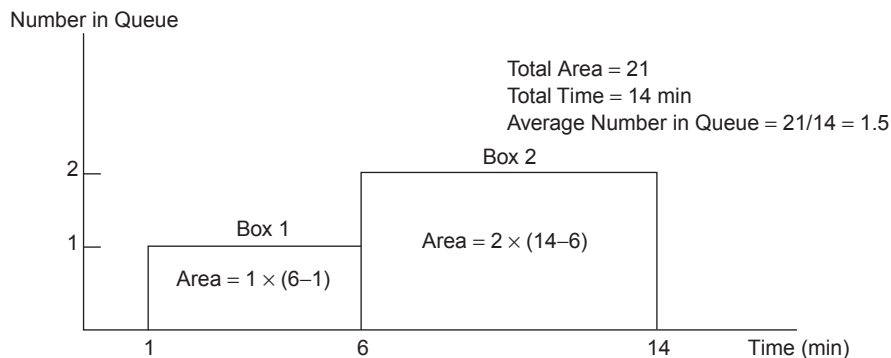 Number in Queue
Total Area = 21
Total Time = 14 min
Average Number in Queue = 21/14 = 1.5
Box 2
2
Box 1
1
Area = 2 × (14–6)
Area = 1 × (6–1)
1 6 14 Time (min)